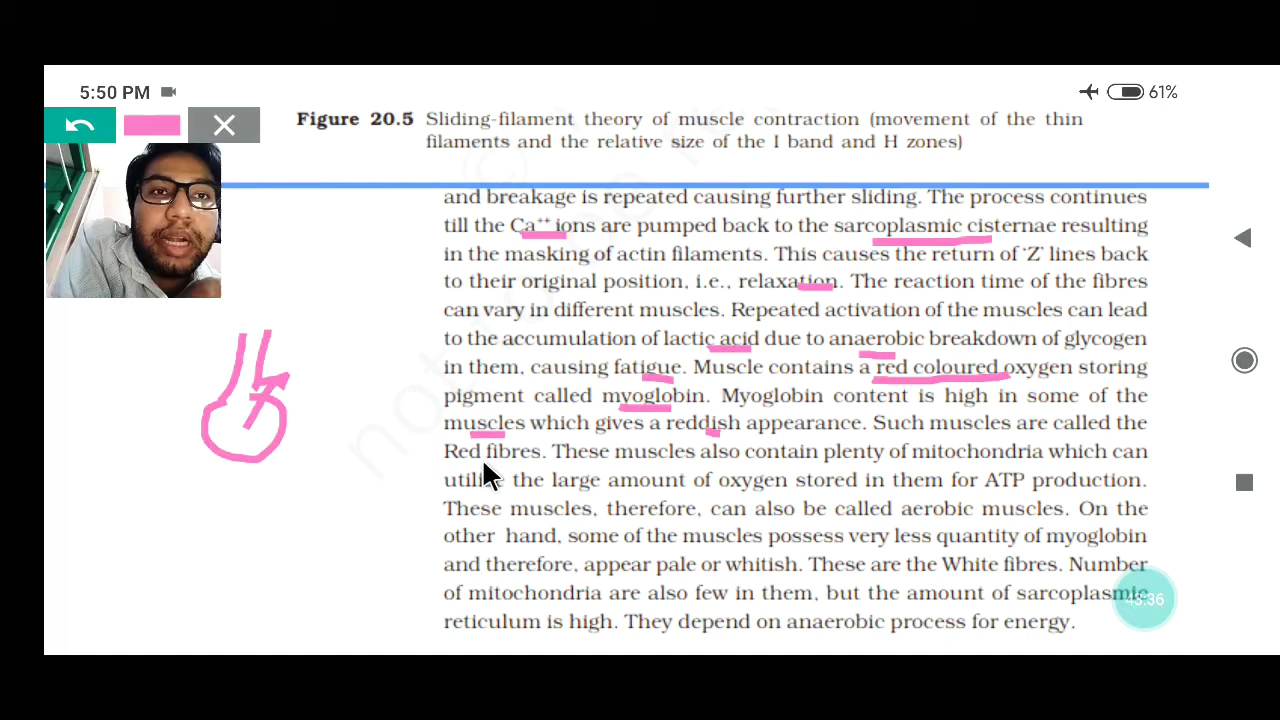 5:50 PM
61%
Figure 20.5 Sliding-filament theory of muscle contraction (movement of the thin
filaments and the relative size of the I band and H zones)
and breakage is repeated causing further sliding. The process continues
till the Ca⁺⁺ ions are pumped back to the sarcoplasmic cisternae resulting
in the masking of actin filaments. This causes the return of ‘Z’ lines back
to their original position, i.e., relaxation. The reaction time of the fibres
can vary in different muscles. Repeated activation of the muscles can lead
to the accumulation of lactic acid due to anaerobic breakdown of glycogen
in them, causing fatigue. Muscle contains a red coloured oxygen storing
pigment called myoglobin. Myoglobin content is high in some of the
muscles which gives a reddish appearance. Such muscles are called the
Red fibres. These muscles also contain plenty of mitochondria which can
utilise the large amount of oxygen stored in them for ATP production.
These muscles, therefore, can also be called aerobic muscles. On the
other hand, some of the muscles possess very less quantity of myoglobin
and therefore, appear pale or whitish. These are the White fibres. Number
of mitochondria are also few in them, but the amount of sarcoplasmic
reticulum is high. They depend on anaerobic process for energy.